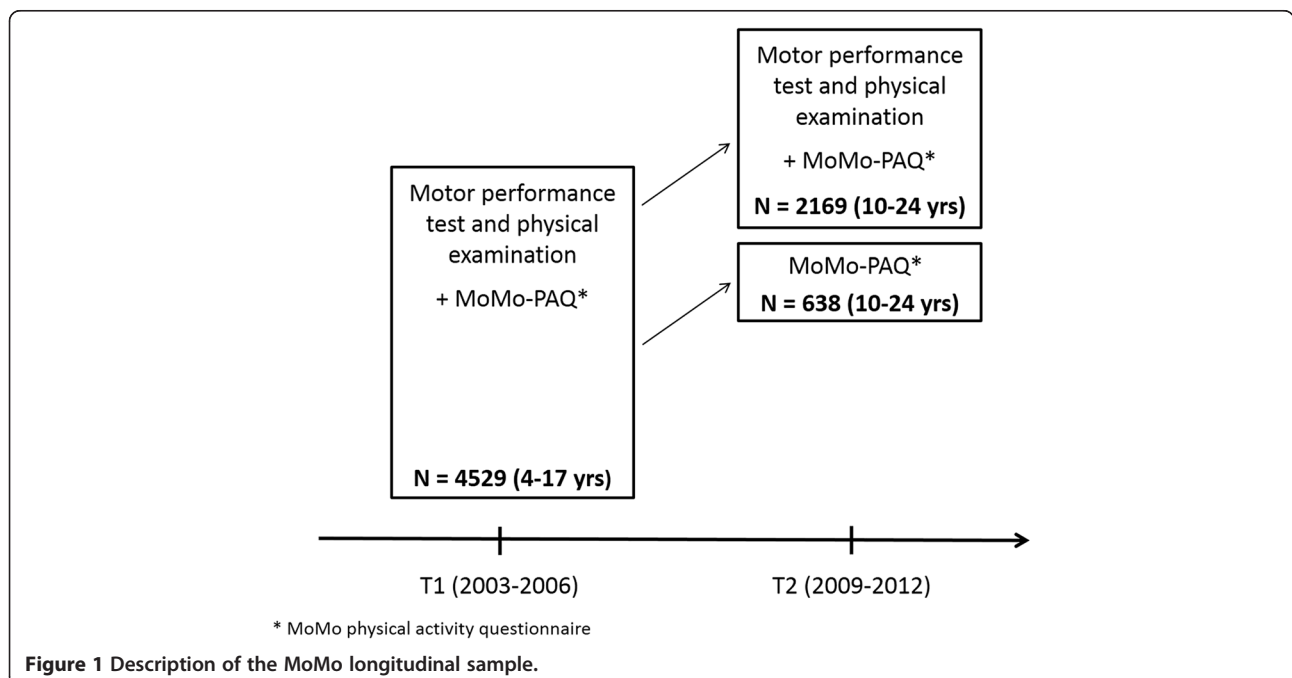 Motor performance
test and physical
examination
+ MoMo-PAQ*
N = 4529 (4-17 yrs)
Motor performance
test and physical
examination
+ MoMo-PAQ*
N = 2169 (10-24 yrs)
MoMo-PAQ*
N = 638 (10-24 yrs)
T1 (2003-2006)
T2 (2009-2012)
* MoMo physical activity questionnaire
Figure 1 Description of the MoMo longitudinal sample.